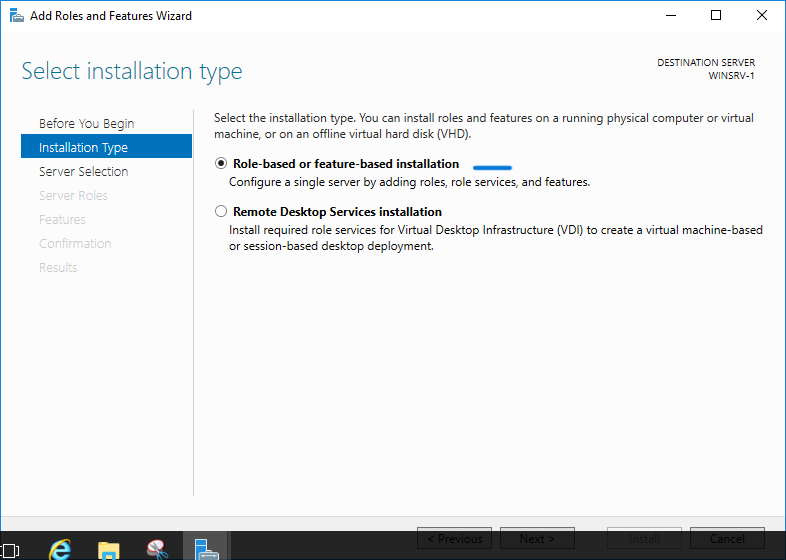 Add Roles and Features Wizard
Select installation type
DESTINATION SERVER
WINSRV-1
Before You Begin
Installation Type
Server Selection
Server Roles
Features
Confirmation
Results
Select the installation type. You can install roles and features on a running physical computer or virtual
machine, or on an offline virtual hard disk (VHD).
Role-based or feature-based installation
Configure a single server by adding roles, role services, and features.
Remote Desktop Services installation
Install required role services for Virtual Desktop Infrastructure (VDI) to create a virtual machine-based
or session-based desktop deployment.
< Previous
Next >
Install
Cancel